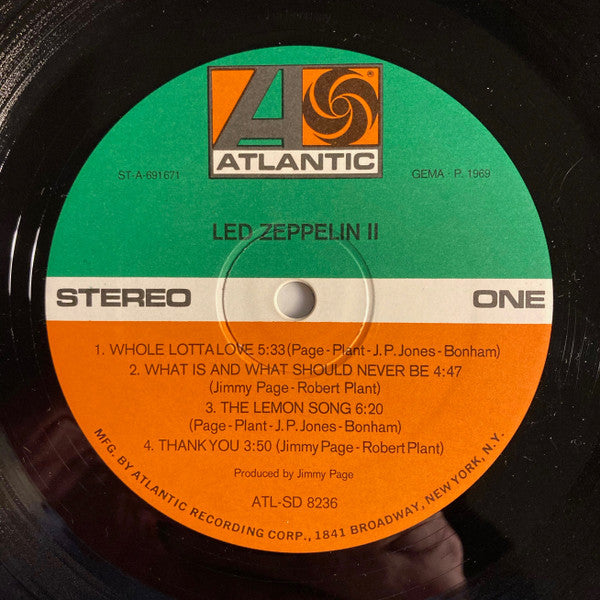 ATLANTIC
ST-A-691671
GEMA · P. 1969
LED ZEPPELIN II
STEREO
ONE
1. WHOLE LOTTA LOVE 5:33 (Page - Plant - J. P. Jones - Bonham)
2. WHAT IS AND WHAT SHOULD NEVER BE 4:47
(Jimmy Page - Robert Plant)
3. THE LEMON SONG 6:20
(Page - Plant - J. P. Jones - Bonham)
4. THANK YOU 3:50 (Jimmy Page - Robert Plant)
Produced by Jimmy Page
ATL-SD 8236
MFG. BY ATLANTIC RECORDING CORP., 1841 BROADWAY, NEW YORK, N.Y.